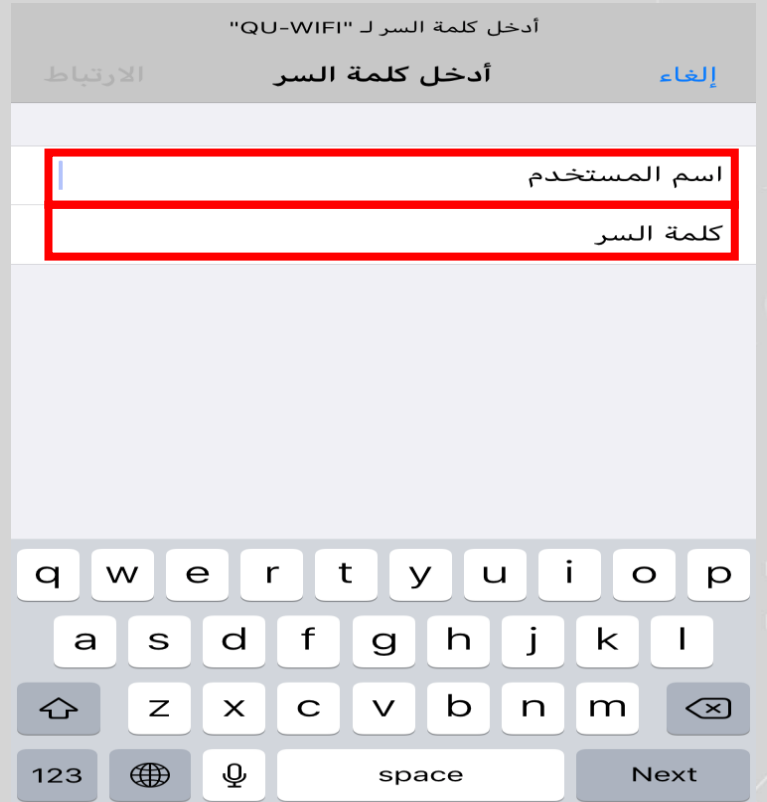 أدخل كلمة السر لـ "QU-WIFI"
إلغاء أدخل كلمة السر الارتباط
اسم المستخدم
كلمة السر
q w e r t y u i o p
a s d f g h j k l
z x c v b n m
123 space Next